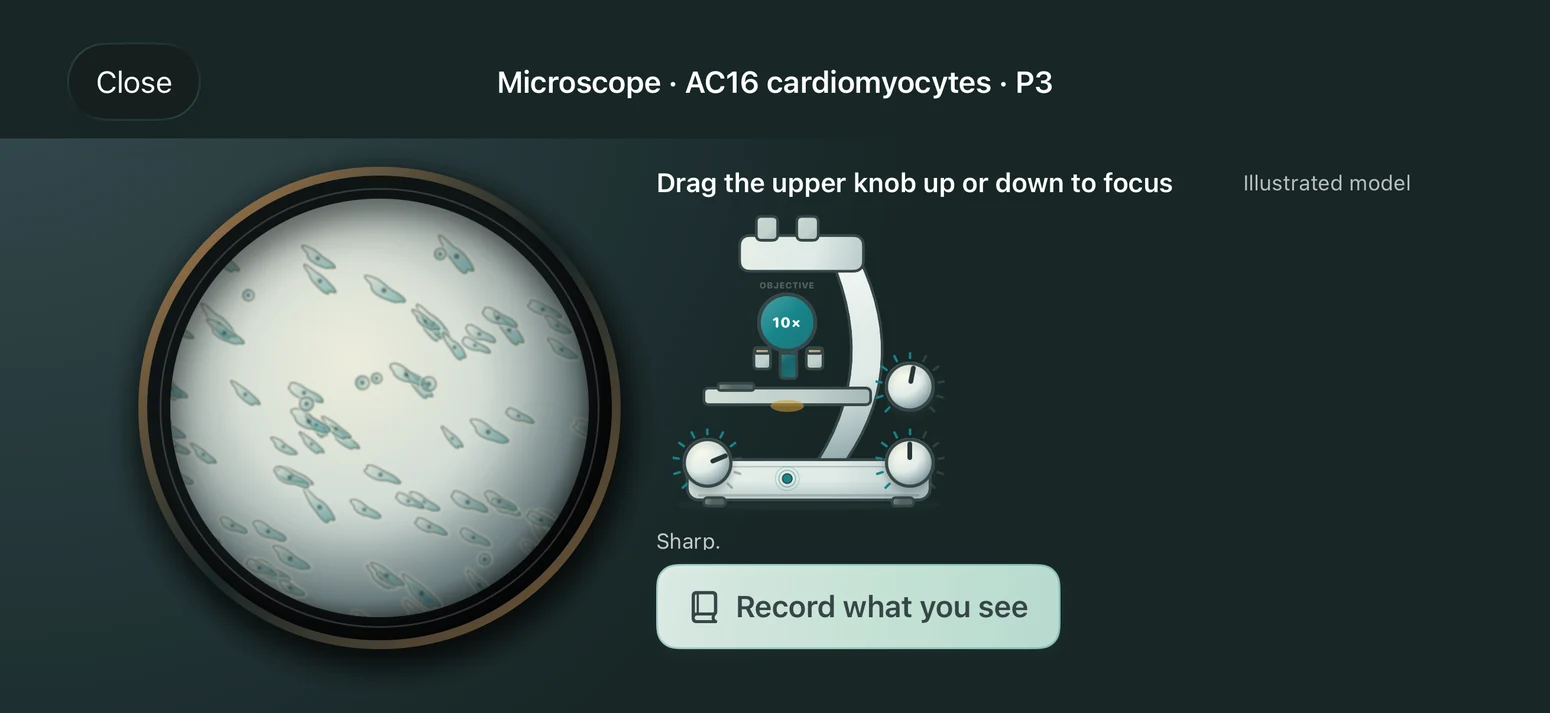 Close
Microscope · AC16 cardiomyocytes · P3
Drag the upper knob up or down to focus
Illustrated model
OBJECTIVE
10×
Sharp.
Record what you see